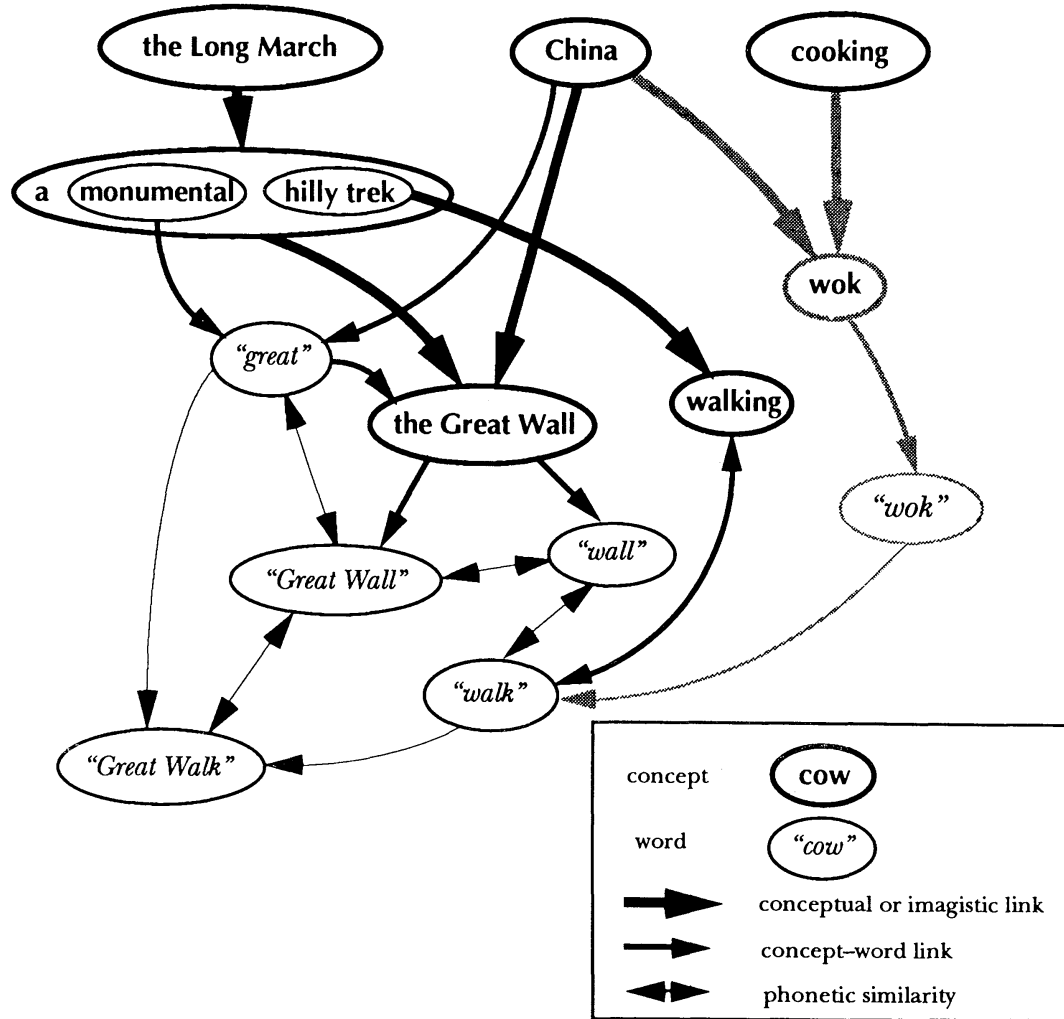 the Long March
China
cooking
a monumental hilly trek
wok
“great”
the Great Wall
walking
“wok”
“wall”
“Great Wall”
“walk”
“Great Walk”
concept cow
word “cow”
conceptual or imagistic link
concept–word link
phonetic similarity